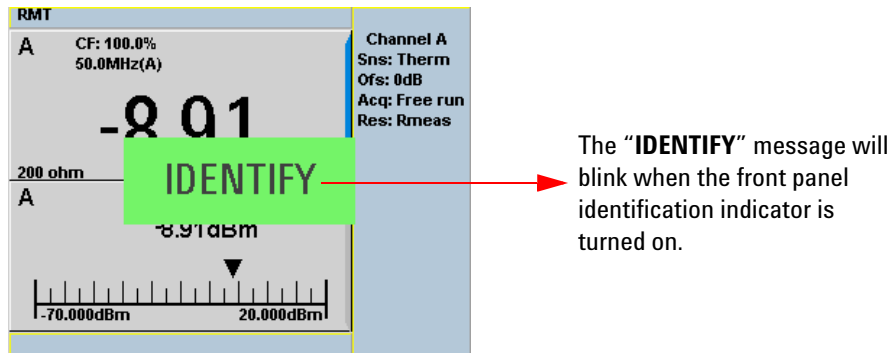 RMT
A
CF: 100.0%
50.0MHz(A)
-8.91
200 ohm
Channel A
Sns: Therm
Ofs: 0dB
Acq: Free run
Res: Rmeas
IDENTIFY
A
-8.91dBm
-70.000dBm
20.000dBm
The “IDENTIFY” message will
blink when the front panel
identification indicator is
turned on.